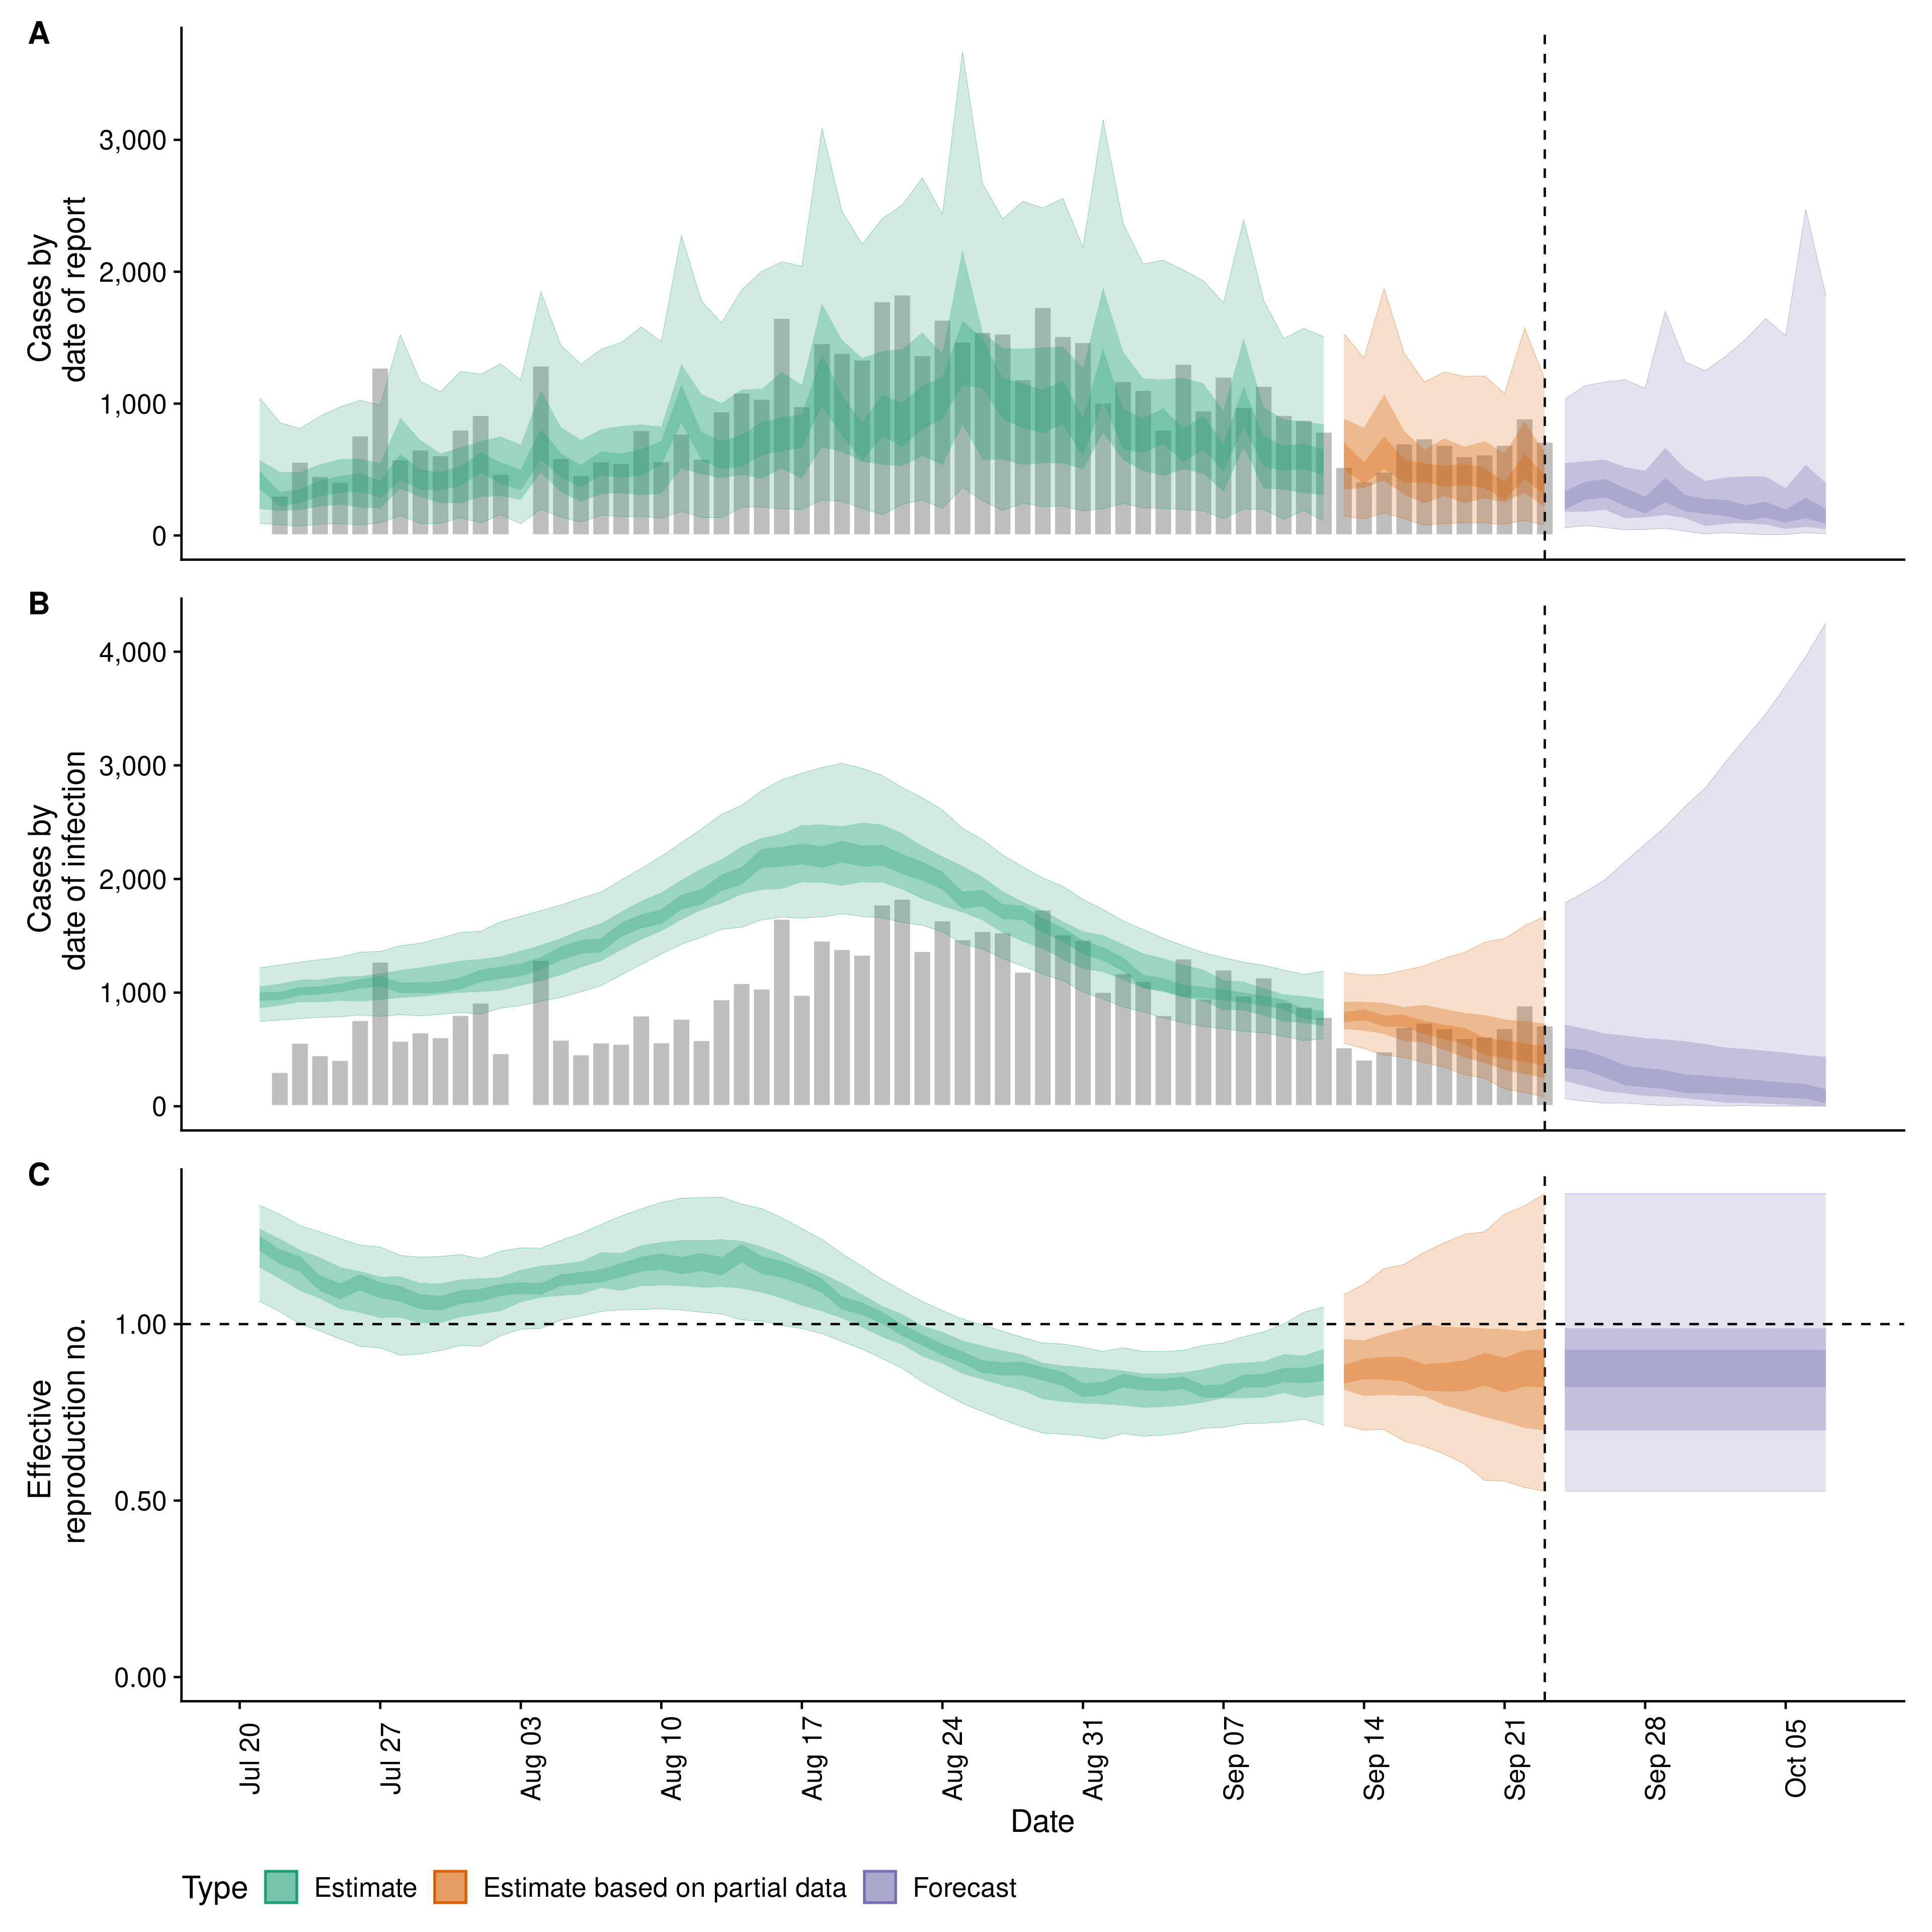 A
3,000
2,000
1,000
0
Cases by
date of report
B
4,000
3,000
2,000
1,000
0
Cases by
date of infection
C
1.00
0.50
0.00
Effective
reproduction no.
Jul 20
Jul 27
Aug 03
Aug 10
Aug 17
Aug 24
Aug 31
Sep 07
Sep 14
Sep 21
Sep 28
Oct 05
Date
Type Estimate Estimate based on partial data Forecast